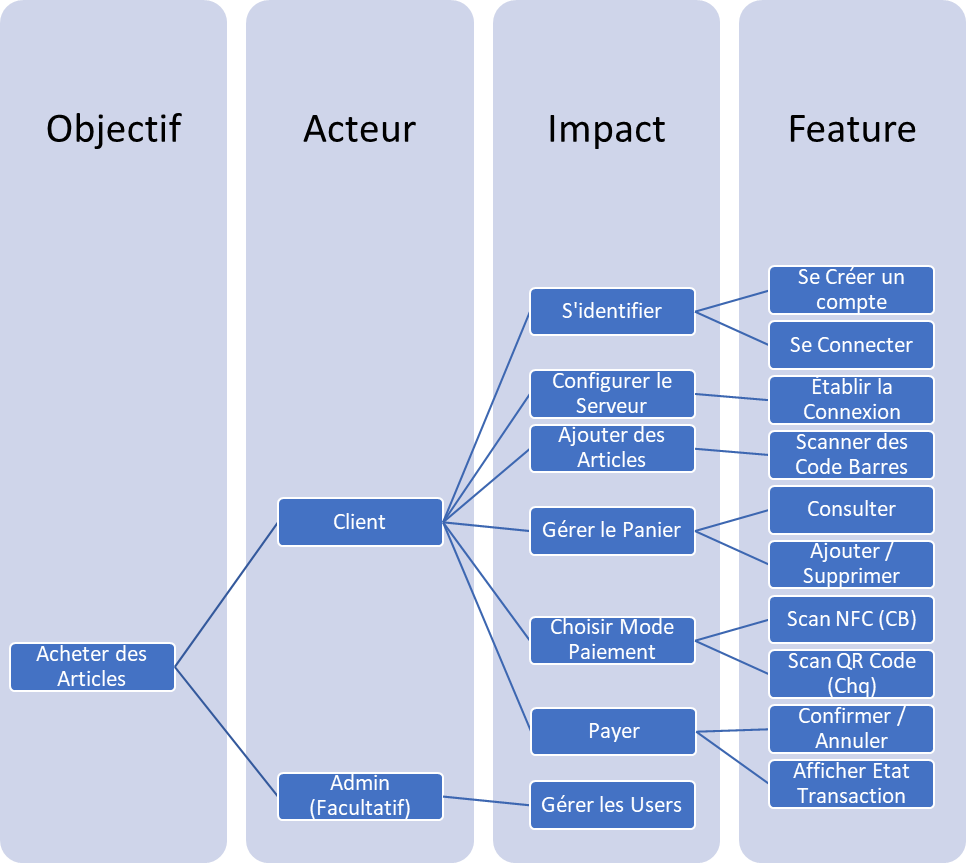 Objectif
Acteur
Impact
Feature
Acheter des
Articles
Client
Admin
(Facultatif)
S'identifier
Configurer le
Serveur
Ajouter des
Articles
Gérer le Panier
Choisir Mode
Paiement
Payer
Gérer les Users
Se Créer un
compte
Se Connecter
Établir la
Connexion
Scanner des
Code Barres
Consulter
Ajouter /
Supprimer
Scan NFC (CB)
Scan QR Code
(Chq)
Confirmer /
Annuler
Afficher Etat
Transaction